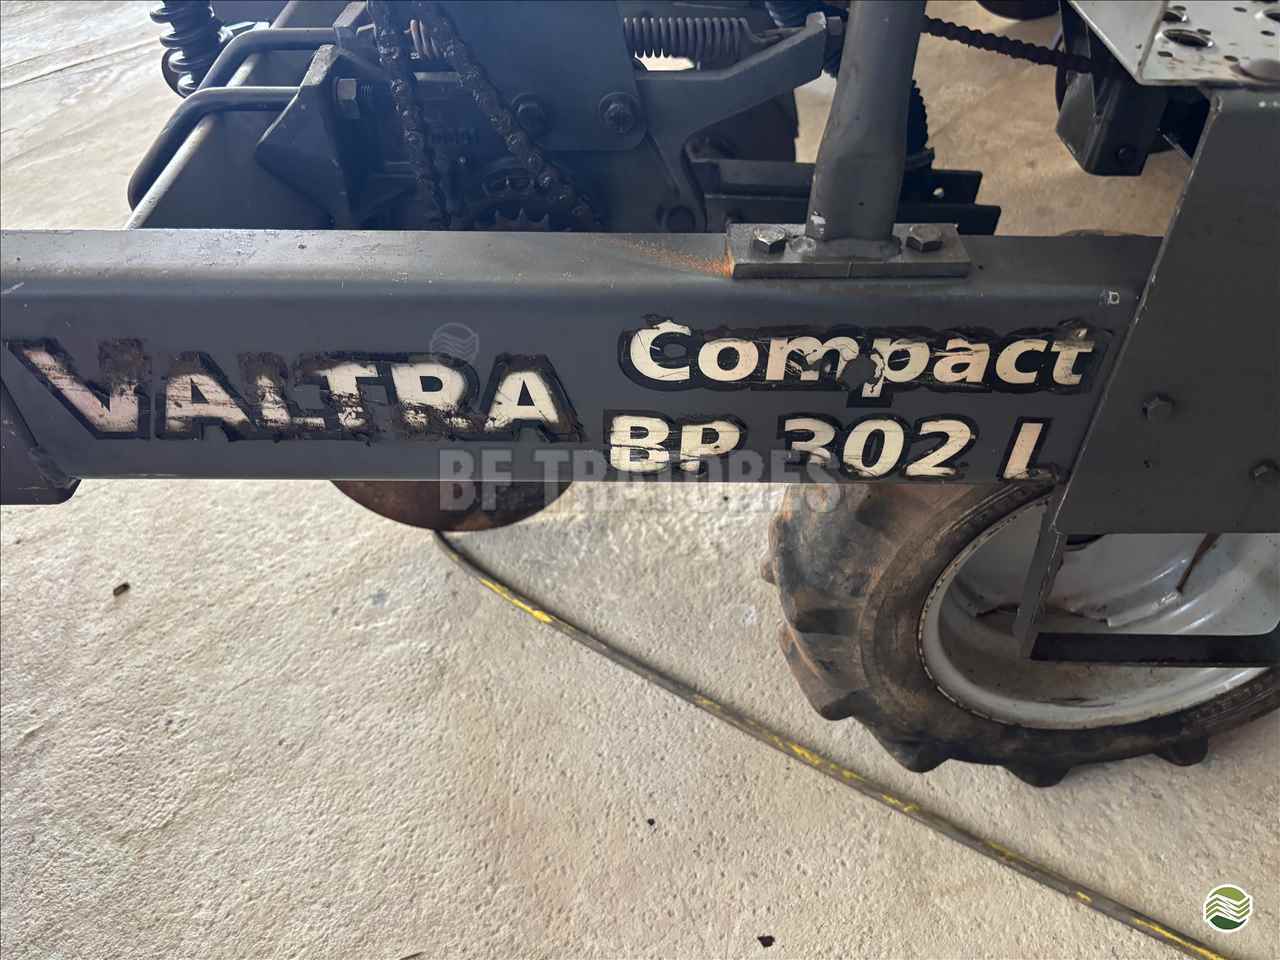 VALTRA
Compact
BP 302 L
BF TRATORES